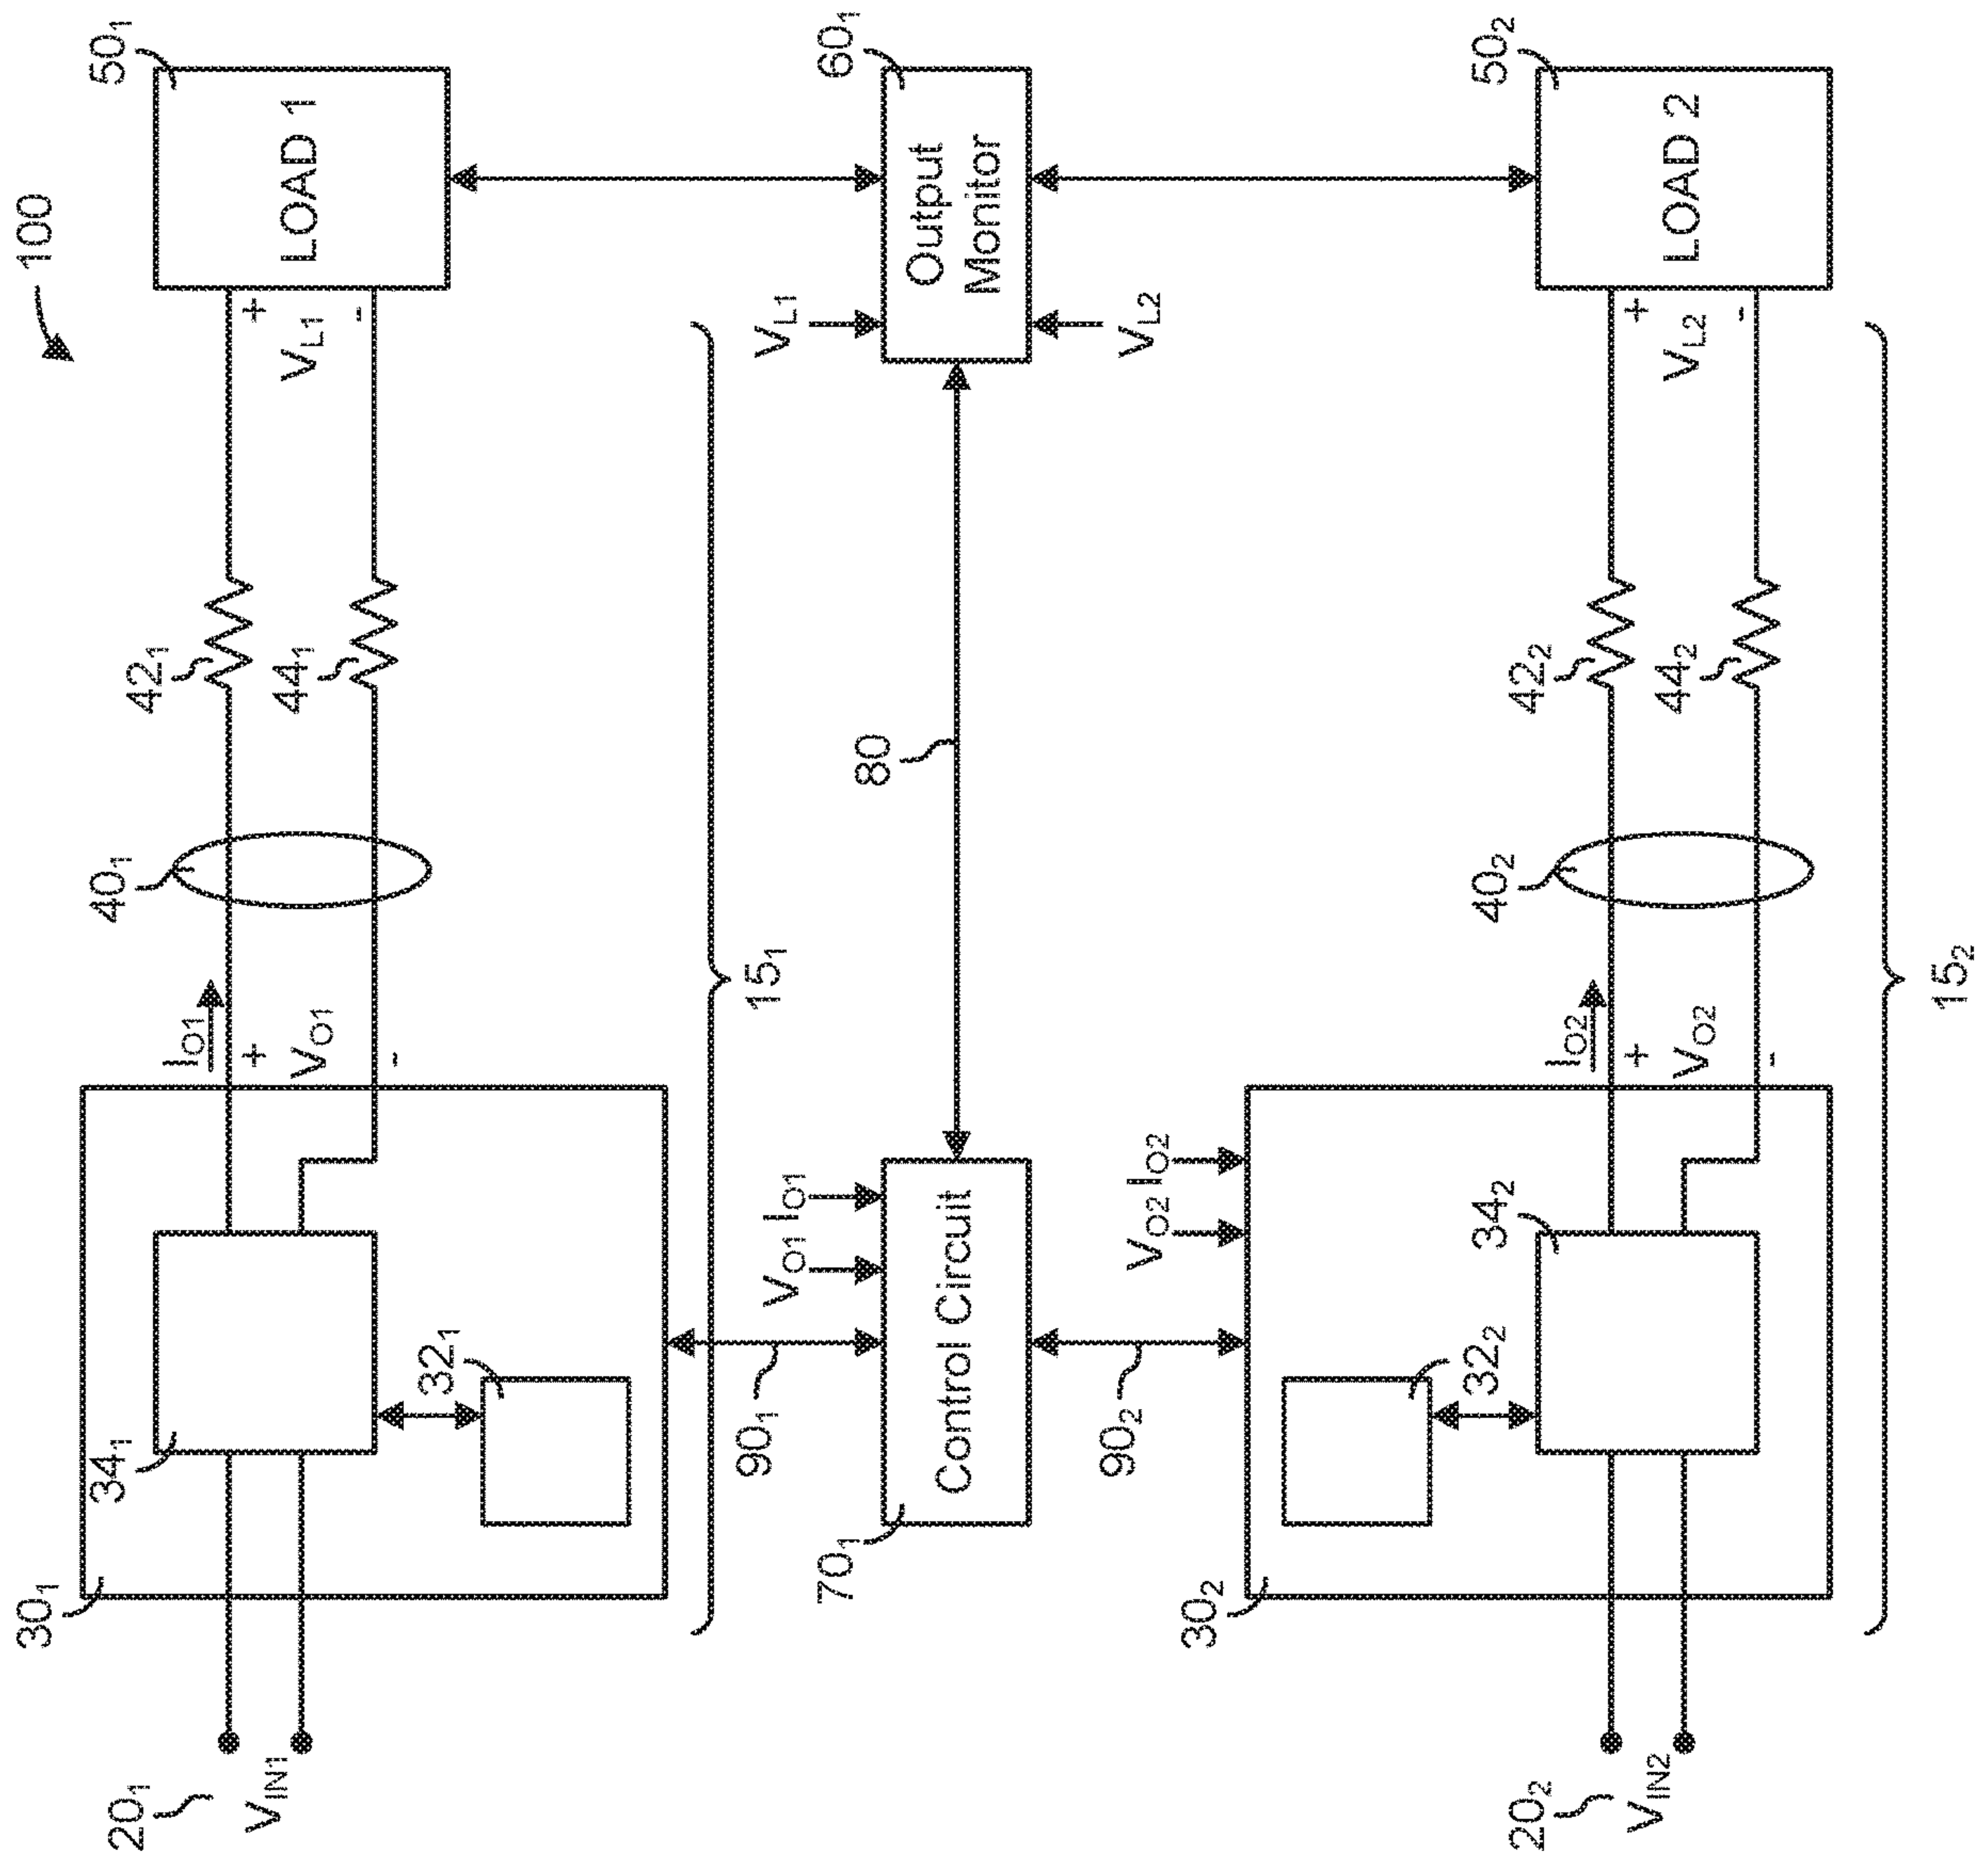 100
20₁
V_IN1
30₁
34₁
32₁
I_O1
+
V_O1
-
40₁
42₁
44₁
+
V_L1
-
50₁
LOAD 1
15₁
90₁
V_O1
I_O1
70₁
Control Circuit
80
V_L1
60₁
Output
Monitor
V_L2
90₂
V_O2
I_O2
30₂
32₂
34₂
20₂
V_IN2
I_O2
+
V_O2
-
40₂
42₂
44₂
+
V_L2
-
50₂
LOAD 2
15₂